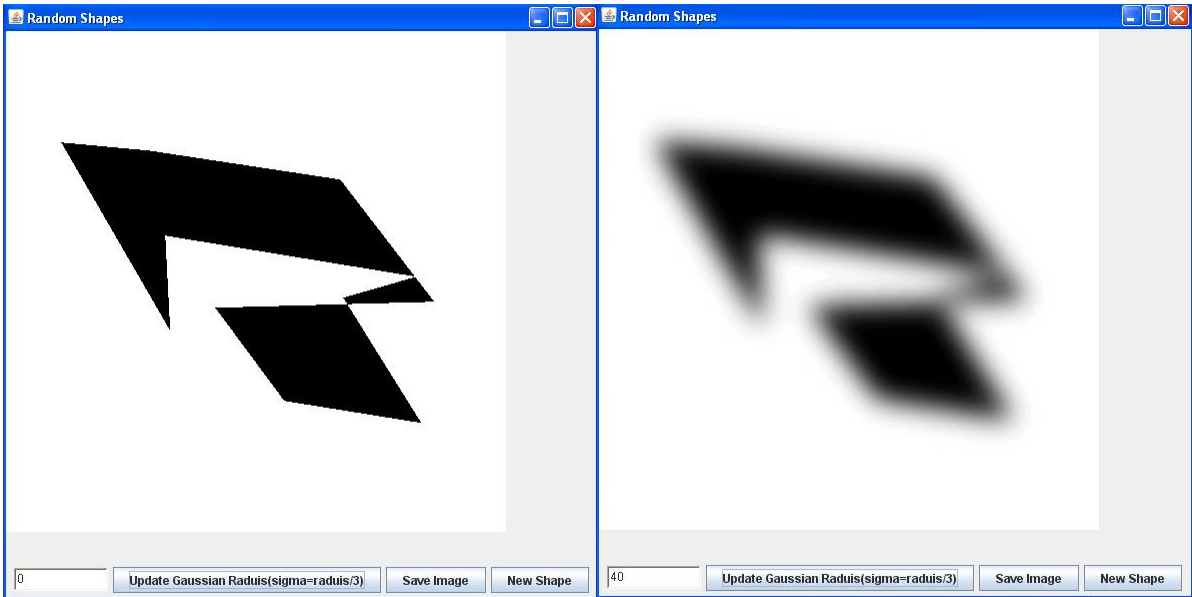 Random Shapes
0
Update Gaussian Raduis(sigma=raduis/3)
Save Image
New Shape
Random Shapes
40
Update Gaussian Raduis(sigma=raduis/3)
Save Image
New Shape